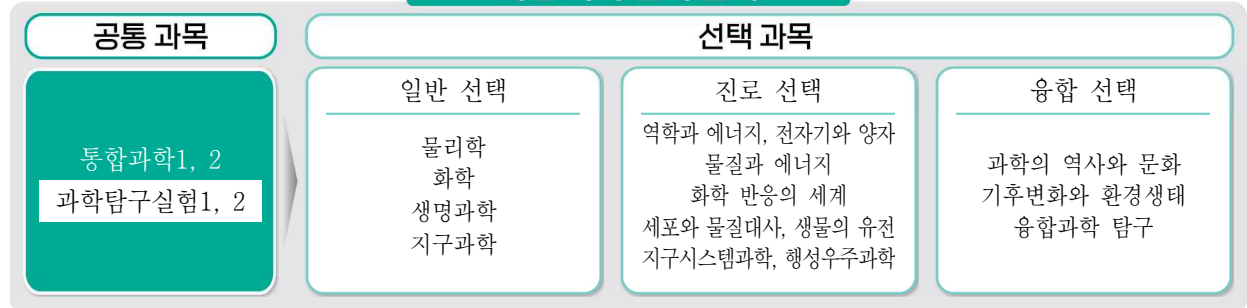 공통 과목
선택 과목
통합과학1, 2
과학탐구실험1, 2
일반 선택
물리학
화학
생명과학
지구과학
진로 선택
역학과 에너지, 전자기와 양자
물질과 에너지
화학 반응의 세계
세포와 물질대사, 생물의 유전
지구시스템과학, 행성우주과학
융합 선택
과학의 역사와 문화
기후변화와 환경생태
융합과학 탐구